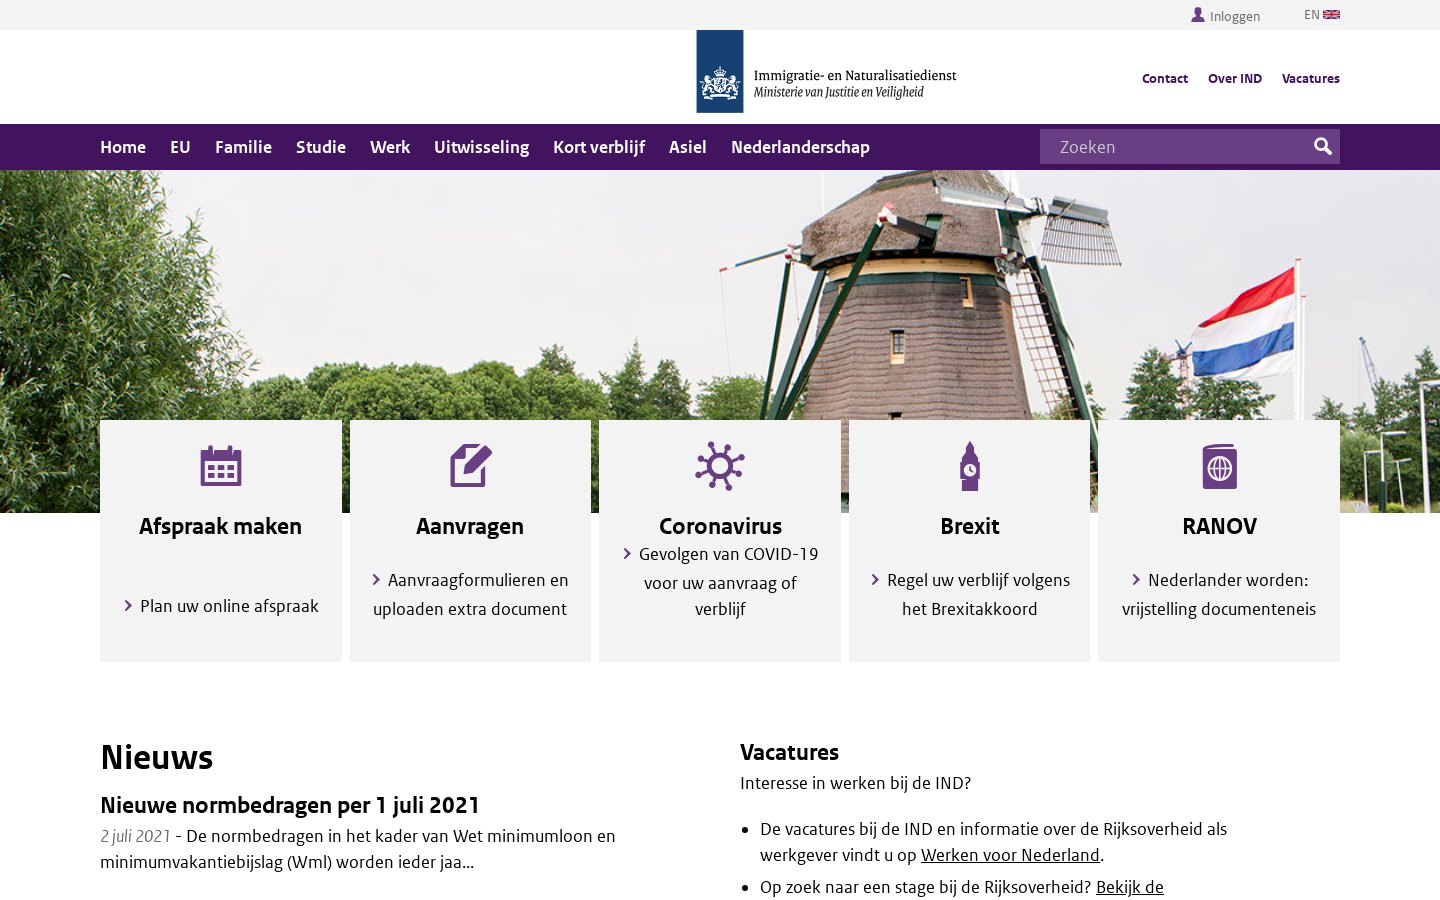 Inloggen
EN
Immigratie- en Naturalisatiedienst
Ministerie van Justitie en Veiligheid
Contact Over IND Vacatures
Home EU Familie Studie Werk Uitwisseling Kort verblijf Asiel Nederlanderschap
Zoeken
Afspraak maken
Plan uw online afspraak
Aanvragen
Aanvraagformulieren en
uploaden extra document
Coronavirus
Gevolgen van COVID-19
voor uw aanvraag of
verblijf
Brexit
Regel uw verblijf volgens
het Brexitakkoord
RANOV
Nederlander worden:
vrijstelling documenteneis
Nieuws
Nieuwe normbedragen per 1 juli 2021
2 juli 2021 - De normbedragen in het kader van Wet minimumloon en
minimumvakantiebijslag (Wml) worden ieder jaa...
Vacatures
Interesse in werken bij de IND?
De vacatures bij de IND en informatie over de Rijksoverheid als
werkgever vindt u op Werken voor Nederland.
Op zoek naar een stage bij de Rijksoverheid? Bekijk de